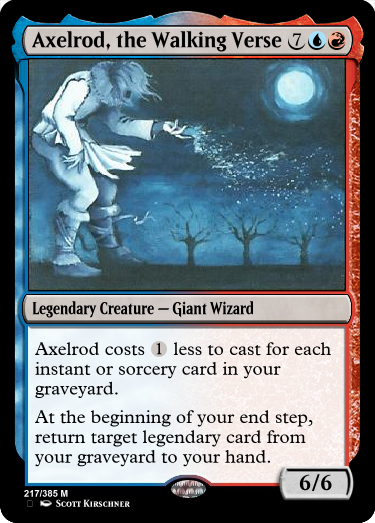 Axelrod, the Walking Verse 7
Legendary Creature — Giant Wizard
Axelrod costs 1 less to cast for each
instant or sorcery card in your
graveyard.
At the beginning of your end step,
return target legendary card from
your graveyard to your hand.
6/6
217/385 M
Scott Kirschner